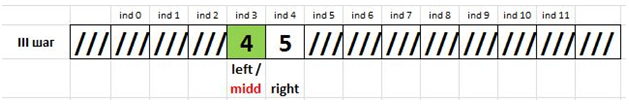 ind 0 ind 1 ind 2 ind 3 ind 4 ind 5 ind 6 ind 7 ind 8 ind 9 ind 10 ind 11
III шаг /// /// /// /// 4 5 /// /// /// /// /// /// /// /// ///
left /
midd right